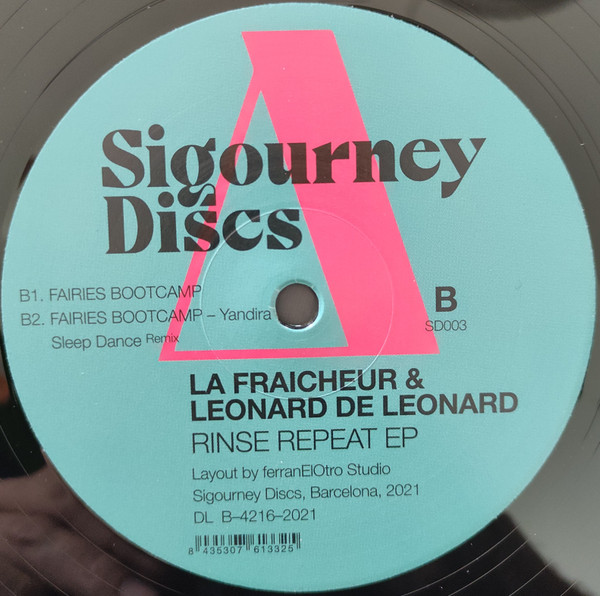 Sigourney
Discs
B1. FAIRIES BOOTCAMP
B2. FAIRIES BOOTCAMP – Yandira
Sleep Dance Remix
B
SD003
LA FRAICHEUR &
LEONARD DE LEONARD
RINSE REPEAT EP
Layout by ferranElOtro Studio
Sigourney Discs, Barcelona, 2021
DL B–4216–2021
8 435307 613325